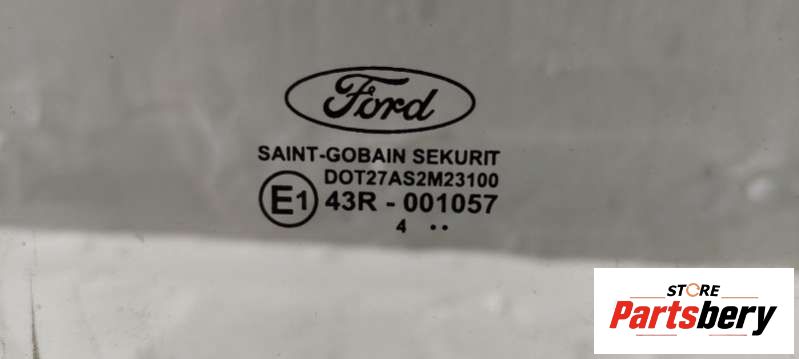 Ford
SAINT-GOBAIN SEKURIT
DOT27AS2M23100
E1 43R - 001057
4 ..
STORE
Partsbery